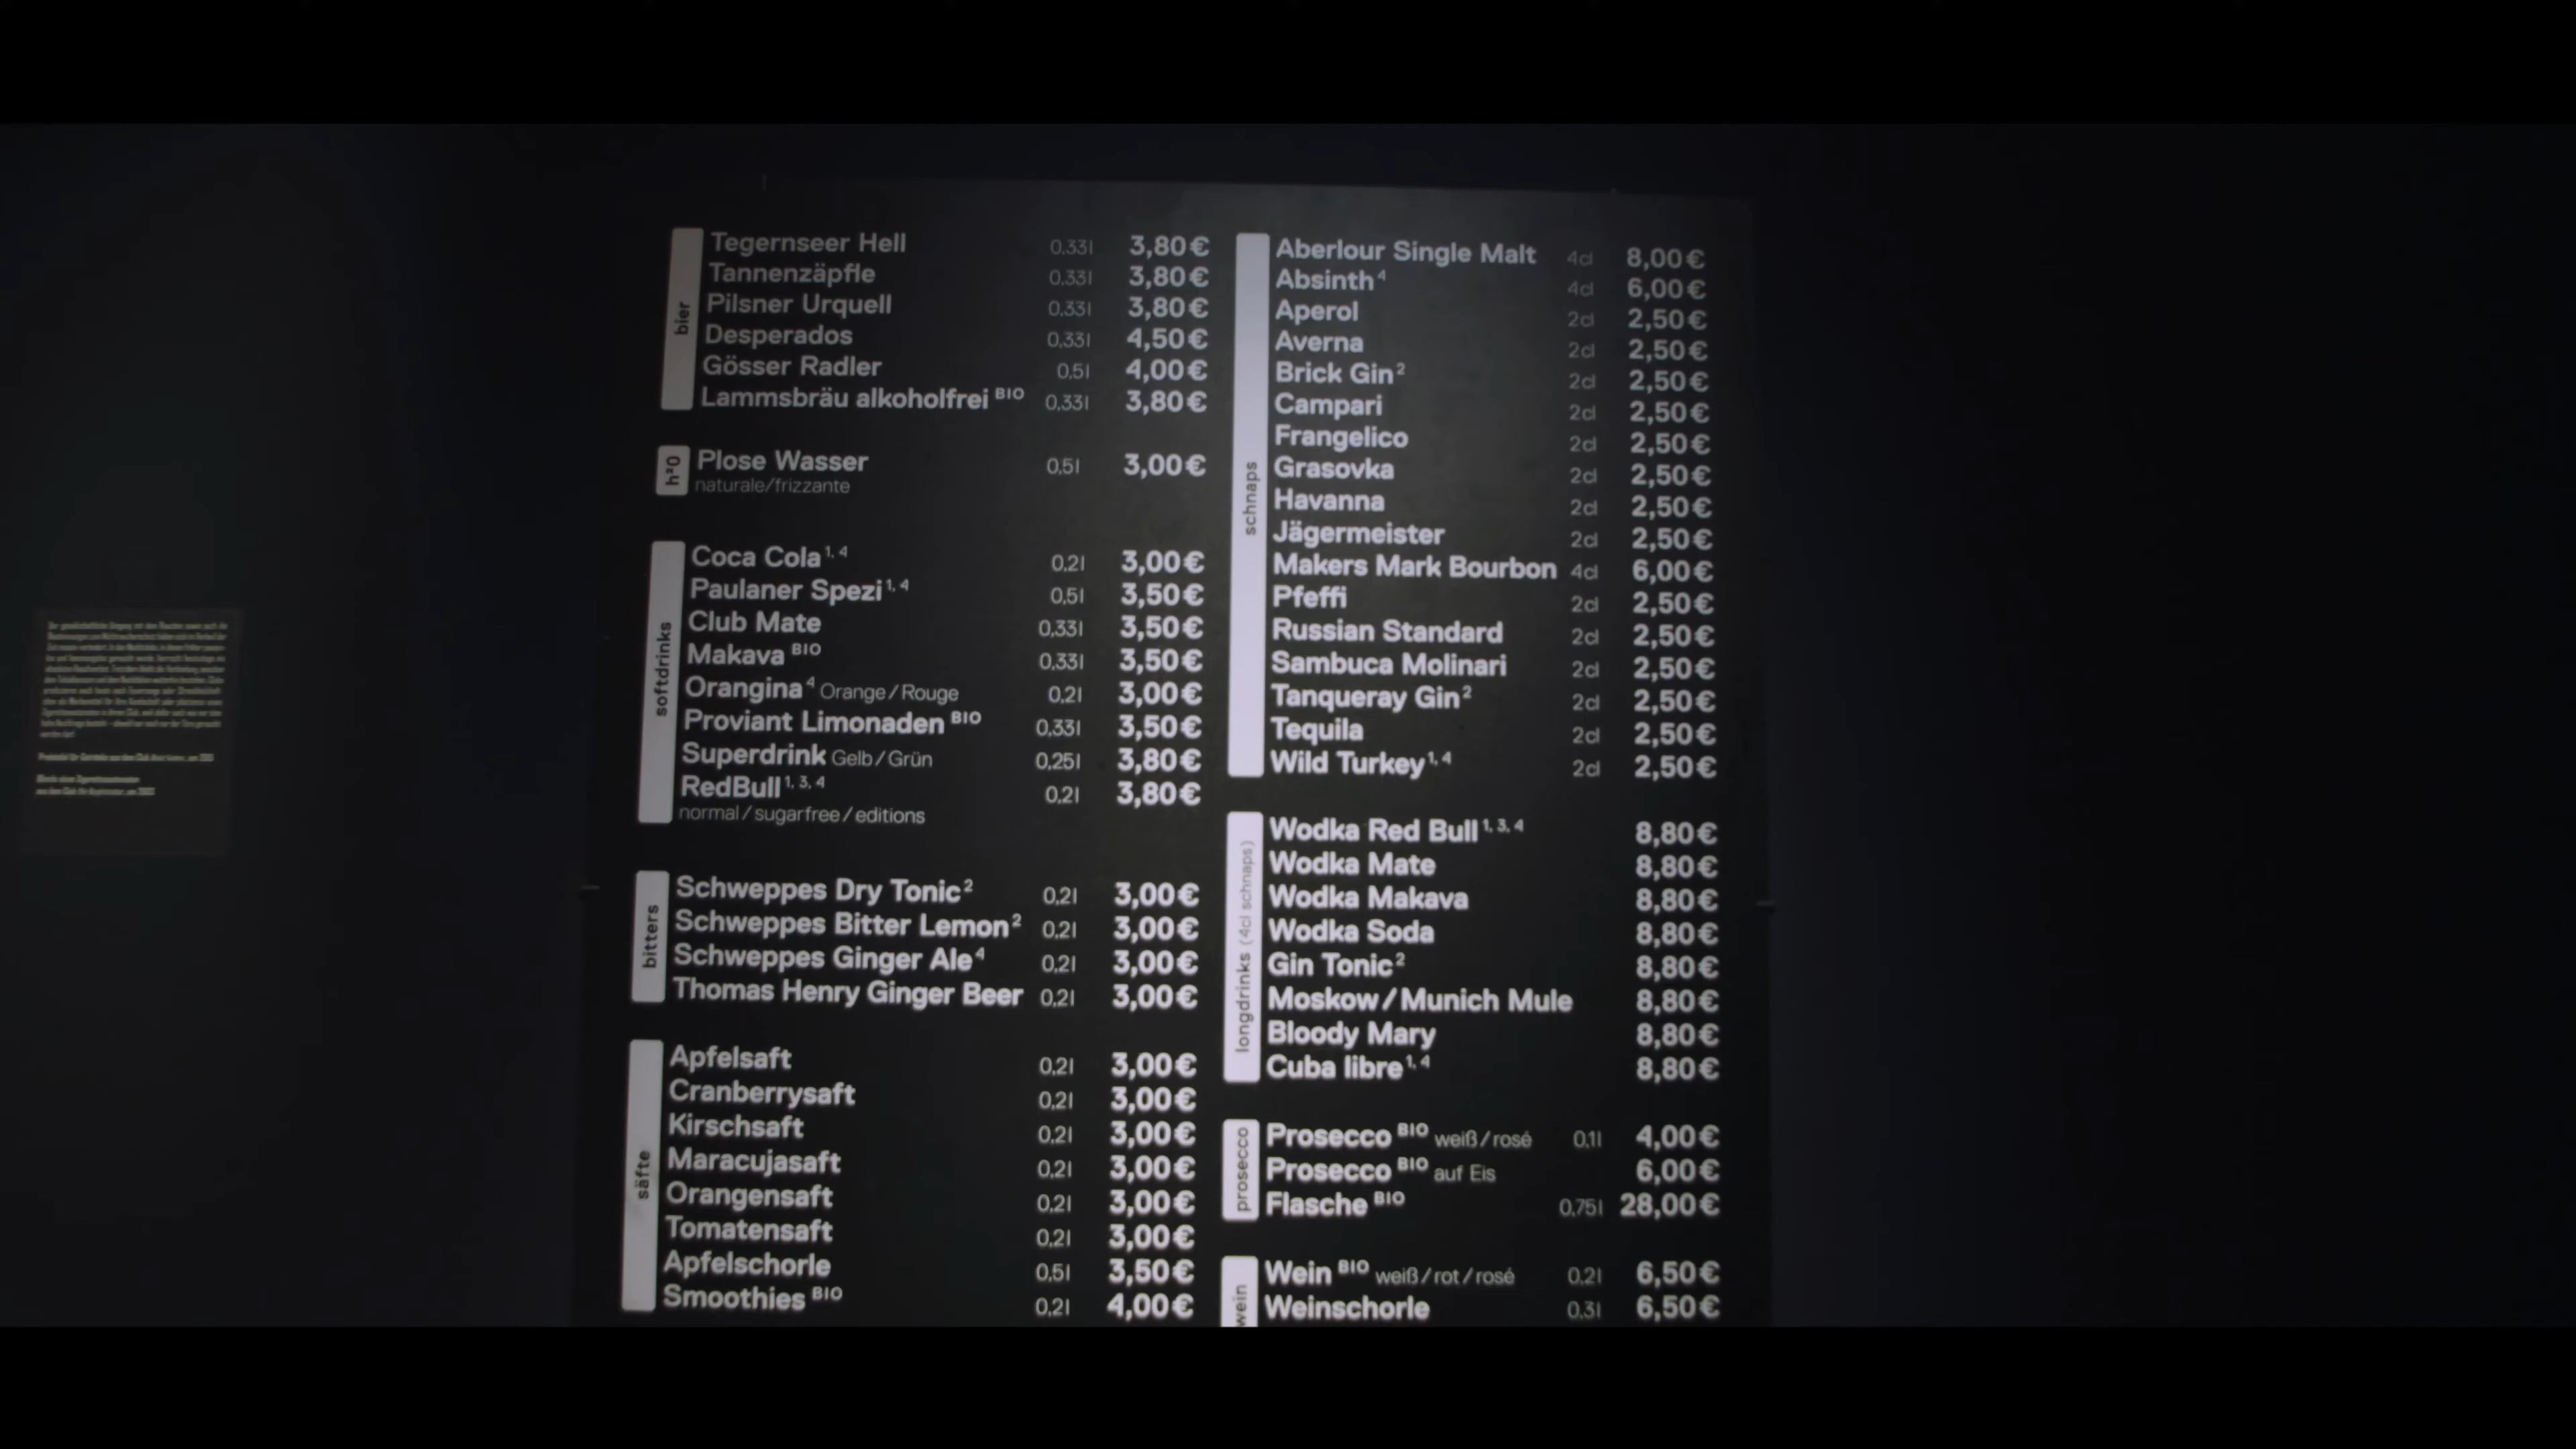 bier
Tegernseer Hell 0.33l 3,80€
Tannenzäpfle 0.33l 3,80€
Pilsner Urquell 0.33l 3,80€
Desperados 0.33l 4,50€
Gösser Radler 0,5l 4,00€
Lammsbräu alkoholfrei BIO 0,33l 3,80€
h²0
Plose Wasser 0,5l 3,00€
naturale/frizzante
softdrinks
Coca Cola 1, 4 0,2l 3,00€
Paulaner Spezi 1, 4 0,5l 3,50€
Club Mate 0,33l 3,50€
Makava BIO 0,33l 3,50€
Orangina 4 Orange/Rouge 0,2l 3,00€
Proviant Limonaden BIO 0,33l 3,50€
Superdrink Gelb/Grün 0,25l 3,80€
RedBull 1, 3, 4 0,2l 3,80€
normal/sugarfree/editions
bitters
Schweppes Dry Tonic 2 0,2l 3,00€
Schweppes Bitter Lemon 2 0,2l 3,00€
Schweppes Ginger Ale 4 0,2l 3,00€
Thomas Henry Ginger Beer 0,2l 3,00€
säfte
Apfelsaft 0,2l 3,00€
Cranberrysaft 0,2l 3,00€
Kirschsaft 0,2l 3,00€
Maracujasaft 0,2l 3,00€
Orangensaft 0,2l 3,00€
Tomatensaft 0,2l 3,00€
Apfelschorle 0,5l 3,50€
Smoothies BIO 0,2l 4,00€
schnaps
Aberlour Single Malt 4cl 8,00€
Absinth 4 4cl 6,00€
Aperol 2cl 2,50€
Averna 2cl 2,50€
Brick Gin 2 2cl 2,50€
Campari 2cl 2,50€
Frangelico 2cl 2,50€
Grasovka 2cl 2,50€
Havanna 2cl 2,50€
Jägermeister 2cl 2,50€
Makers Mark Bourbon 4cl 6,00€
Pfeffi 2cl 2,50€
Russian Standard 2cl 2,50€
Sambuca Molinari 2cl 2,50€
Tanqueray Gin 2 2cl 2,50€
Tequila 2cl 2,50€
Wild Turkey 1, 4 2cl 2,50€
longdrinks (4cl schnaps)
Wodka Red Bull 1, 3, 4 8,80€
Wodka Mate 8,80€
Wodka Makava 8,80€
Wodka Soda 8,80€
Gin Tonic 2 8,80€
Moskow/Munich Mule 8,80€
Bloody Mary 8,80€
Cuba libre 1, 4 8,80€
prosecco
Prosecco BIO weiß/rosé 0,1l 4,00€
Prosecco BIO auf Eis 6,00€
Flasche BIO 0,75l 28,00€
wein
Wein BIO weiß/rot/rosé 0,2l 6,50€
Weinschorle 0,3l 6,50€